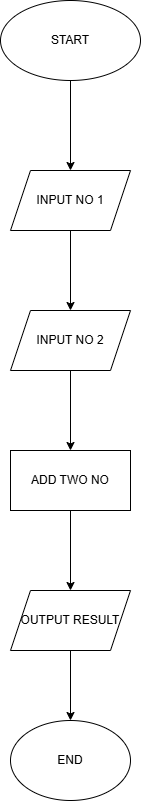 START
INPUT NO 1
INPUT NO 2
ADD TWO NO
OUTPUT RESULT
END